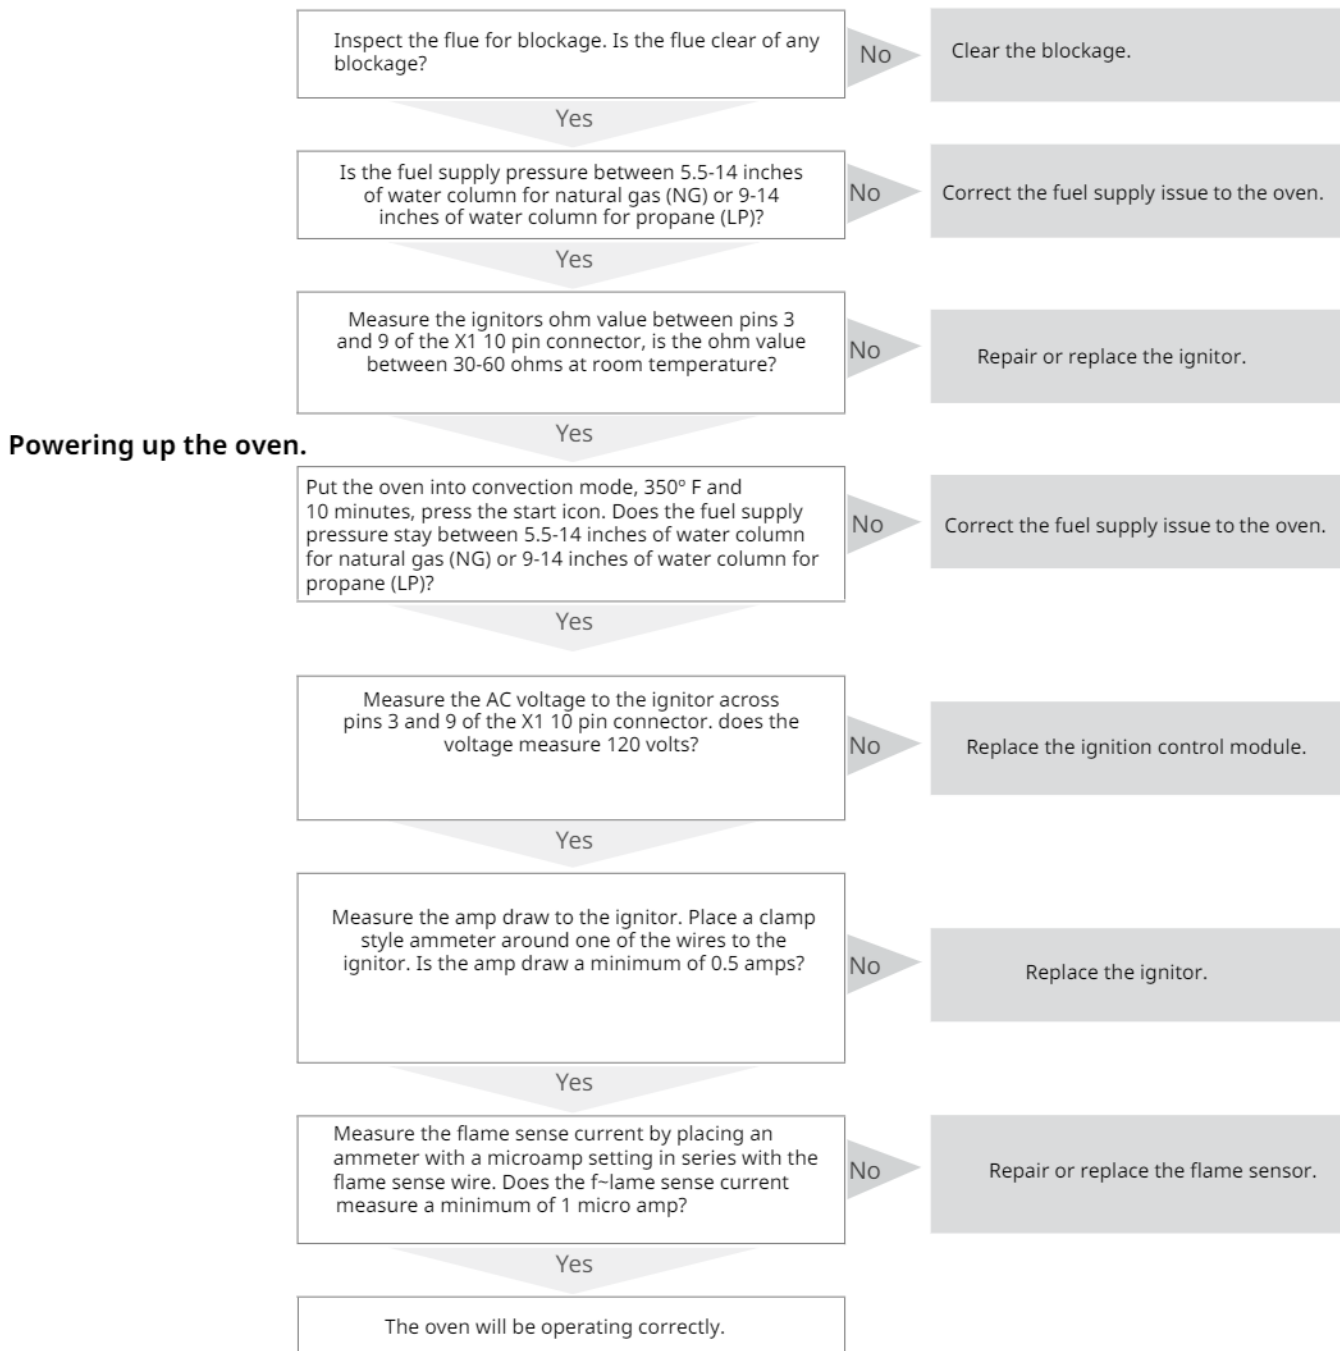 Inspect the flue for blockage. Is the flue clear of any
blockage?
No
Clear the blockage.
Yes
Is the fuel supply pressure between 5.5-14 inches
of water column for natural gas (NG) or 9-14
inches of water column for propane (LP)?
No
Correct the fuel supply issue to the oven.
Yes
Measure the ignitors ohm value between pins 3
and 9 of the X1 10 pin connector, is the ohm value
between 30-60 ohms at room temperature?
No
Repair or replace the ignitor.
Yes
Powering up the oven.
Put the oven into convection mode, 350º F and
10 minutes, press the start icon. Does the fuel supply
pressure stay between 5.5-14 inches of water column
for natural gas (NG) or 9-14 inches of water column for
propane (LP)?
No
Correct the fuel supply issue to the oven.
Yes
Measure the AC voltage to the ignitor across
pins 3 and 9 of the X1 10 pin connector. does the
voltage measure 120 volts?
No
Replace the ignition control module.
Yes
Measure the amp draw to the ignitor. Place a clamp
style ammeter around one of the wires to the
ignitor. Is the amp draw a minimum of 0.5 amps?
No
Replace the ignitor.
Yes
Measure the flame sense current by placing an
ammeter with a microamp setting in series with the
flame sense wire. Does the f~lame sense current
measure a minimum of 1 micro amp?
No
Repair or replace the flame sensor.
Yes
The oven will be operating correctly.